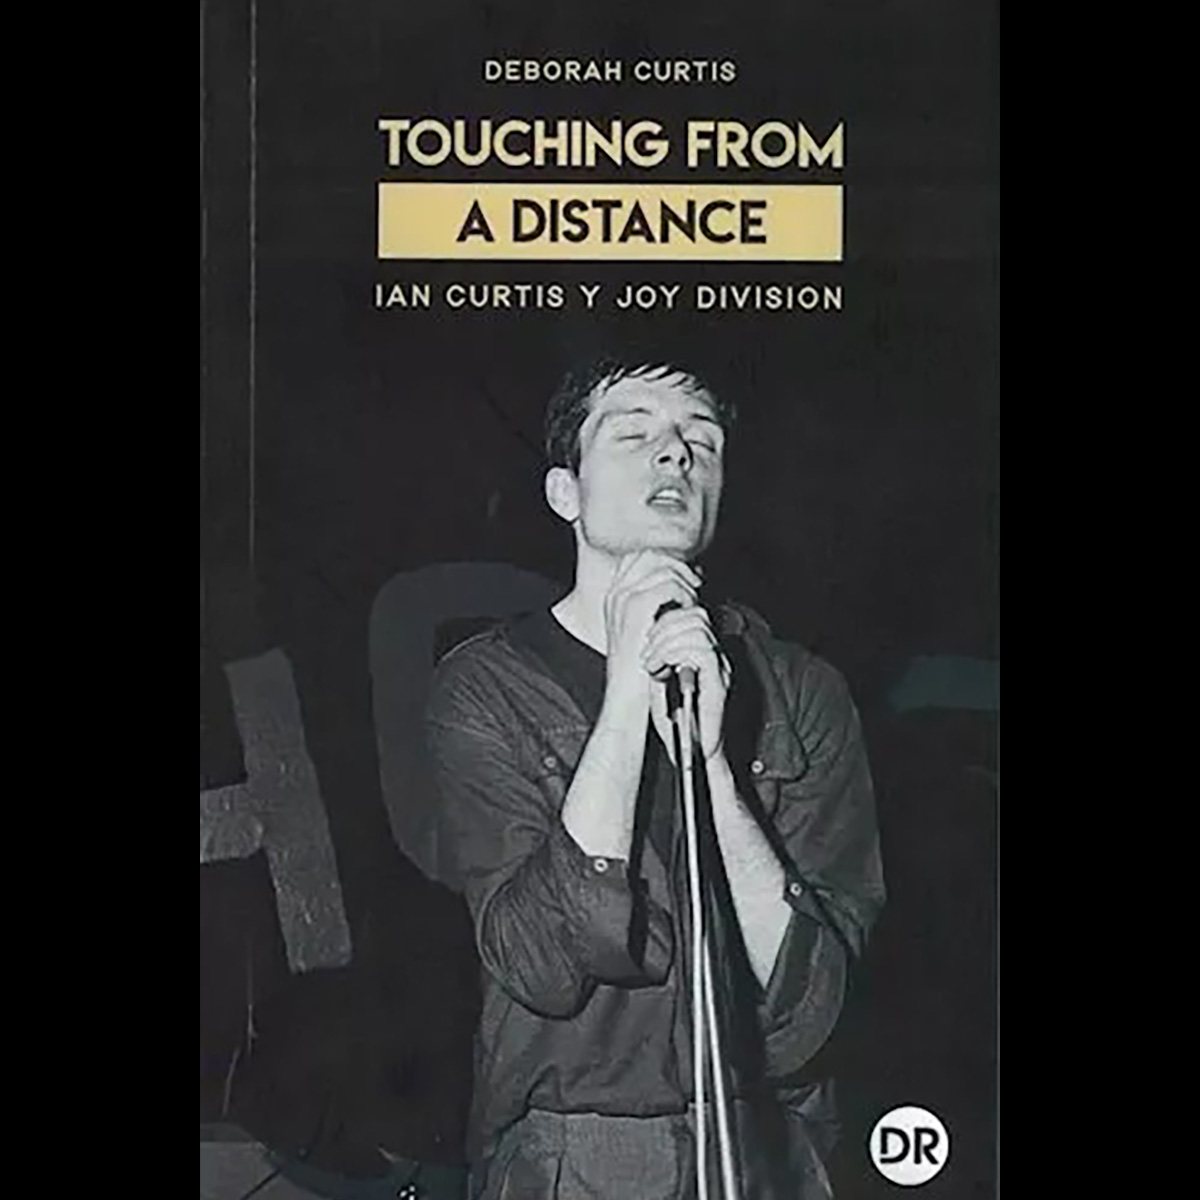 DEBORAH CURTIS
TOUCHING FROM
A DISTANCE
IAN CURTIS Y JOY DIVISION
DR